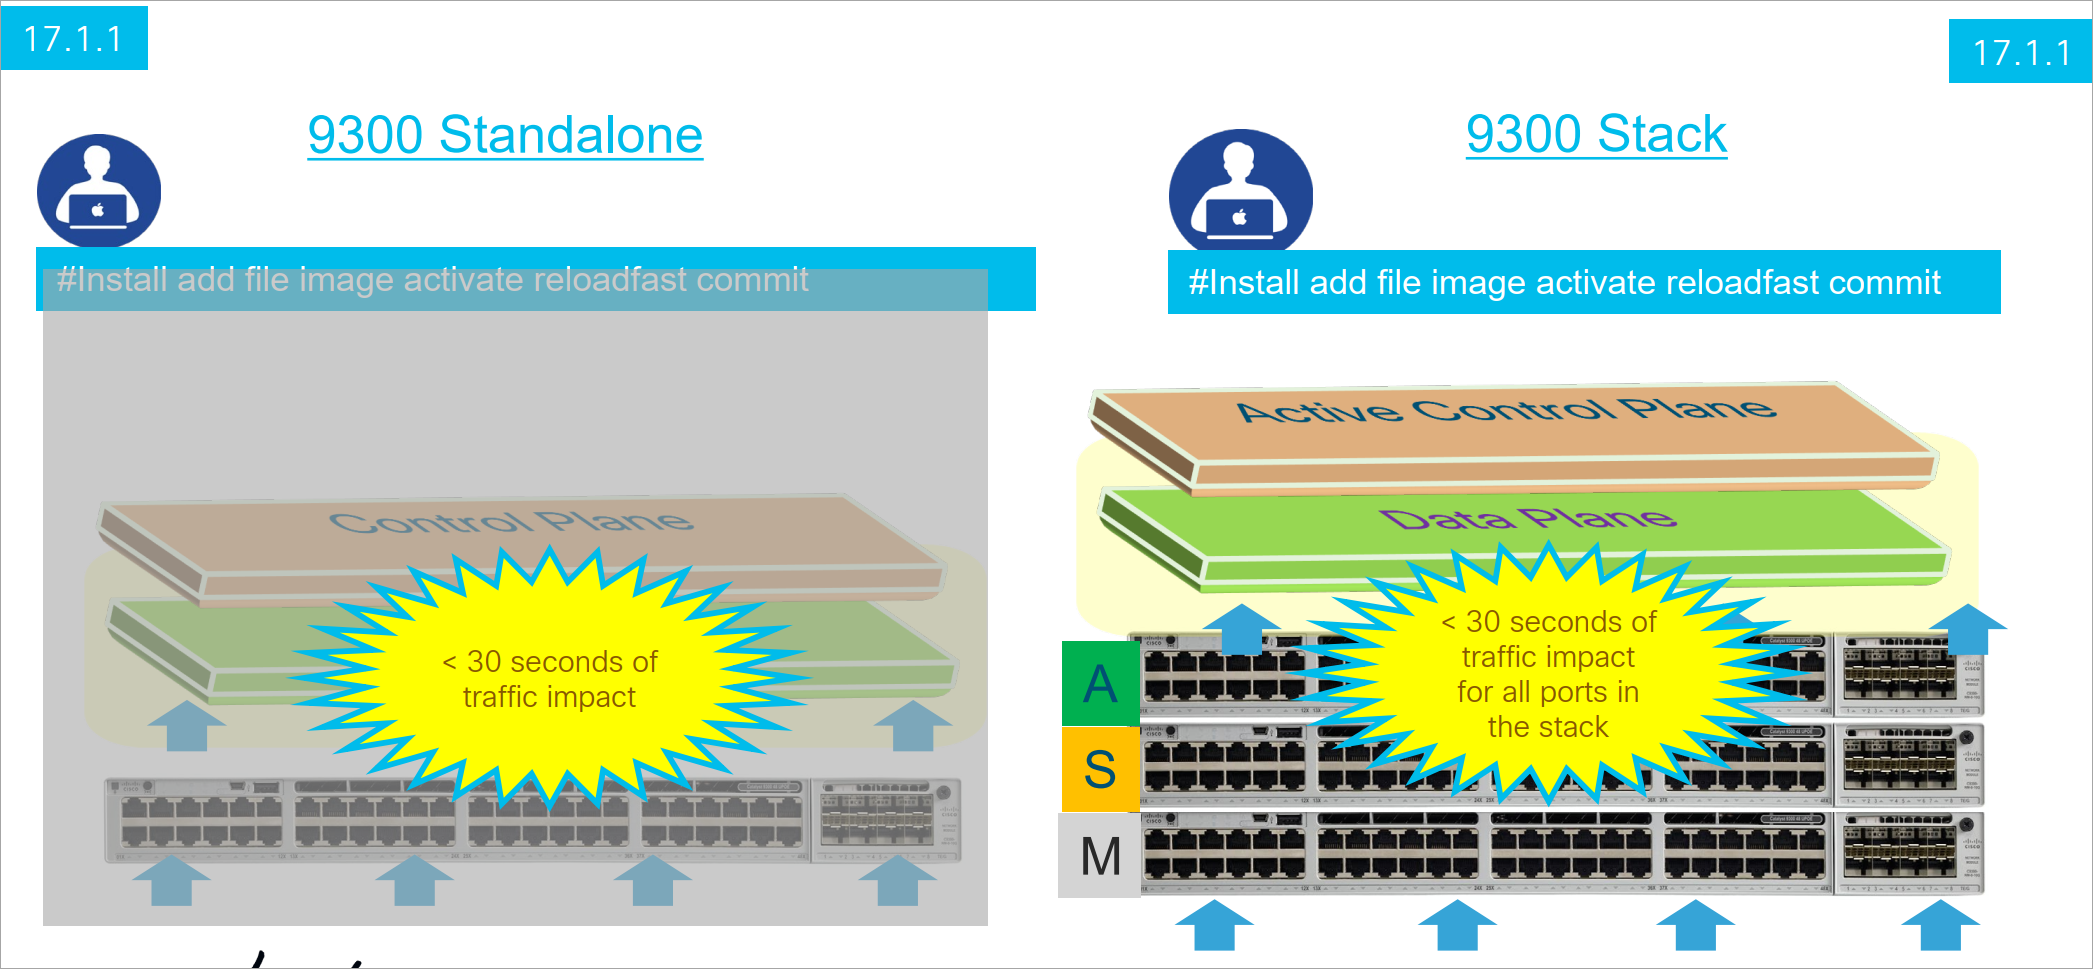 17.1.1
17.1.1
9300 Standalone
#Install add file image activate reloadfast commit
Control Plane
< 30 seconds of
traffic impact
9300 Stack
#Install add file image activate reloadfast commit
Active Control Plane
Data Plane
< 30 seconds of
traffic impact
for all ports in
the stack
A
S
M